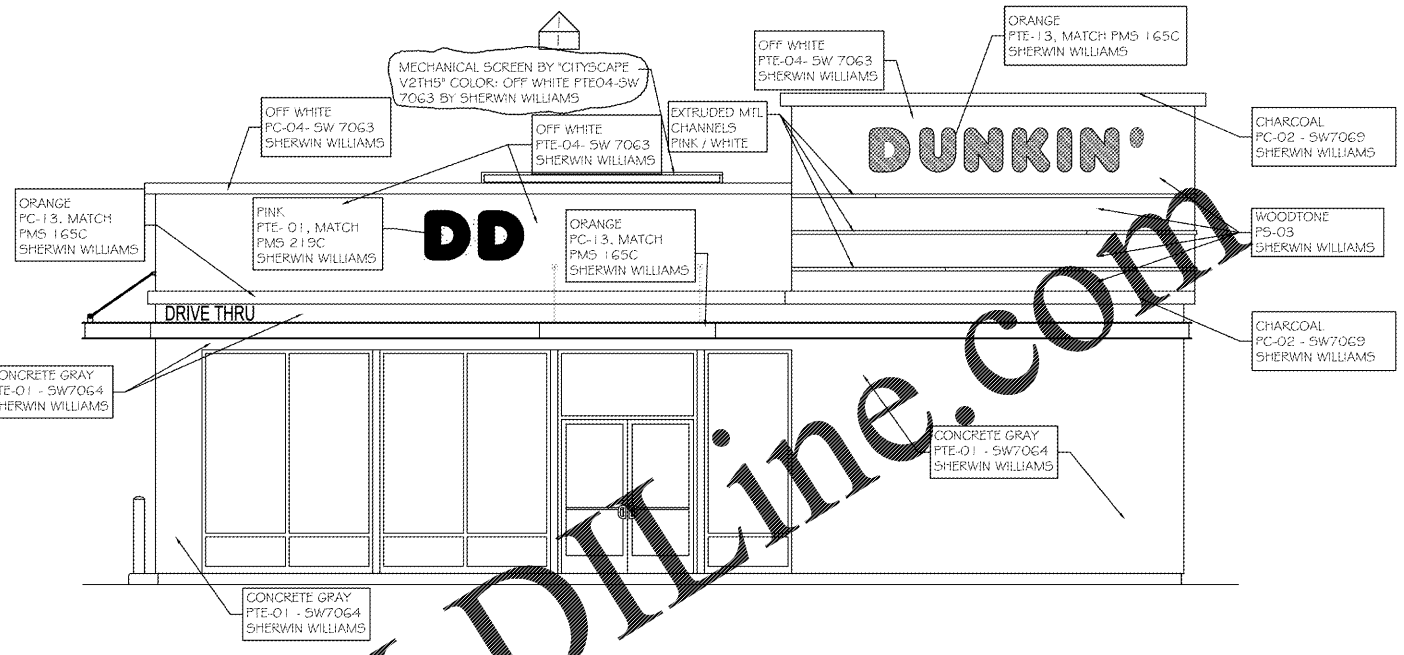 ORANGE
PTE-13, MATCH PMS 165C
SHERWIN WILLIAMS
OFF WHITE
PTE-04- SW 7063
SHERWIN WILLIAMS
MECHANICAL SCREEN BY "CITYSCAPE
V2TH5" COLOR: OFF WHITE PTE04-SW
7063 BY SHERWIN WILLIAMS
OFF WHITE
PC-04- SW 7063
SHERWIN WILLIAMS
OFF WHITE
PTE-04- SW 7063
SHERWIN WILLIAMS
EXTRUDED MTL
CHANNELS
PINK / WHITE
DUNKIN'
CHARCOAL
PC-02 - SW7069
SHERWIN WILLIAMS
ORANGE
PC-13, MATCH
PMS 165C
SHERWIN WILLIAMS
PINK
PTE- 01, MATCH
PMS 219C
SHERWIN WILLIAMS
DD
ORANGE
PC-13, MATCH
PMS 165C
SHERWIN WILLIAMS
WOODTONE
PS-03
SHERWIN WILLIAMS
DRIVE THRU
CHARCOAL
PC-02 - SW7069
SHERWIN WILLIAMS
ONCRETE GRAY
TE-01 - SW7064
HERWIN WILLIAMS
CONCRETE GRAY
PTE-01 - SW7064
SHERWIN WILLIAMS
CONCRETE GRAY
PTE-01 - SW7064
SHERWIN WILLIAMS
DILine.com